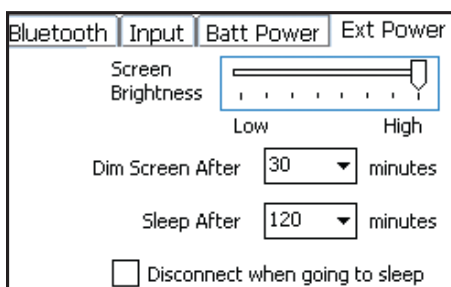 Bluetooth Input Batt Power Ext Power
Screen
Brightness
Low High
Dim Screen After 30 minutes
Sleep After 120 minutes
Disconnect when going to sleep